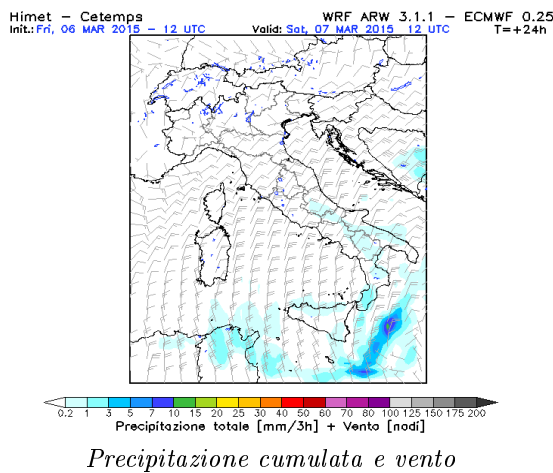 Himet – Cetemps WRF ARW 3.1.1 – ECMWF 0.25
Init.: Fri, 06 MAR 2015 – 12 UTC Valid: Sat, 07 MAR 2015 12 UTC T=+24h
0.2 1 3 5 7 10 15 20 25 30 40 50 60 70 80 100 125 150 175 200
Precipitazione totale [mm/3h] + Vento [nodi]
Precipitazione cumulata e vento